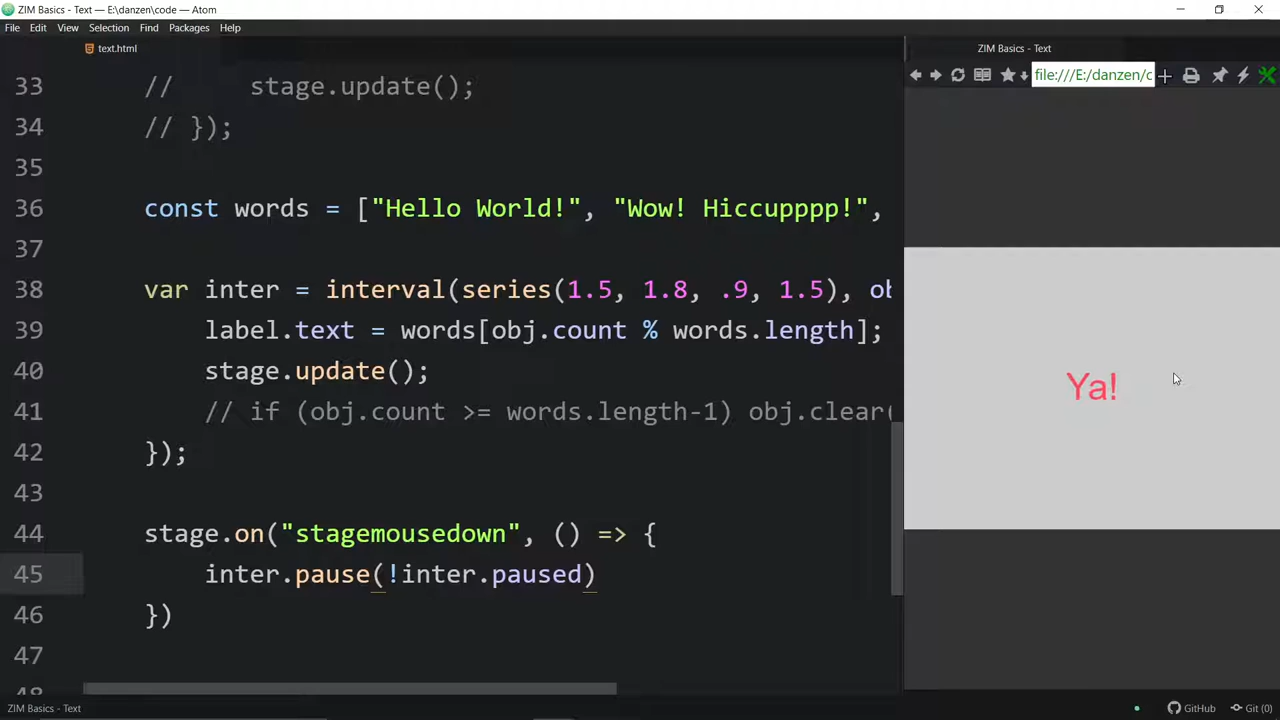 ZIM Basics - Text — E:\danzen\code — Atom
File Edit View Selection Find Packages Help
text.html
ZIM Basics - Text
file:///E:/danzen/c
33 // stage.update();
34 // });
35
36 const words = ["Hello World!", "Wow! Hiccupppp!",
37
38 var inter = interval(series(1.5, 1.8, .9, 1.5), ob
39 label.text = words[obj.count % words.length];
40 stage.update();
41 // if (obj.count >= words.length-1) obj.clear(
42 });
43
44 stage.on("stagemousedown", () => {
45 inter.pause(!inter.paused)
46 })
47
48
Ya!
ZIM Basics - Text
GitHub
Git (0)